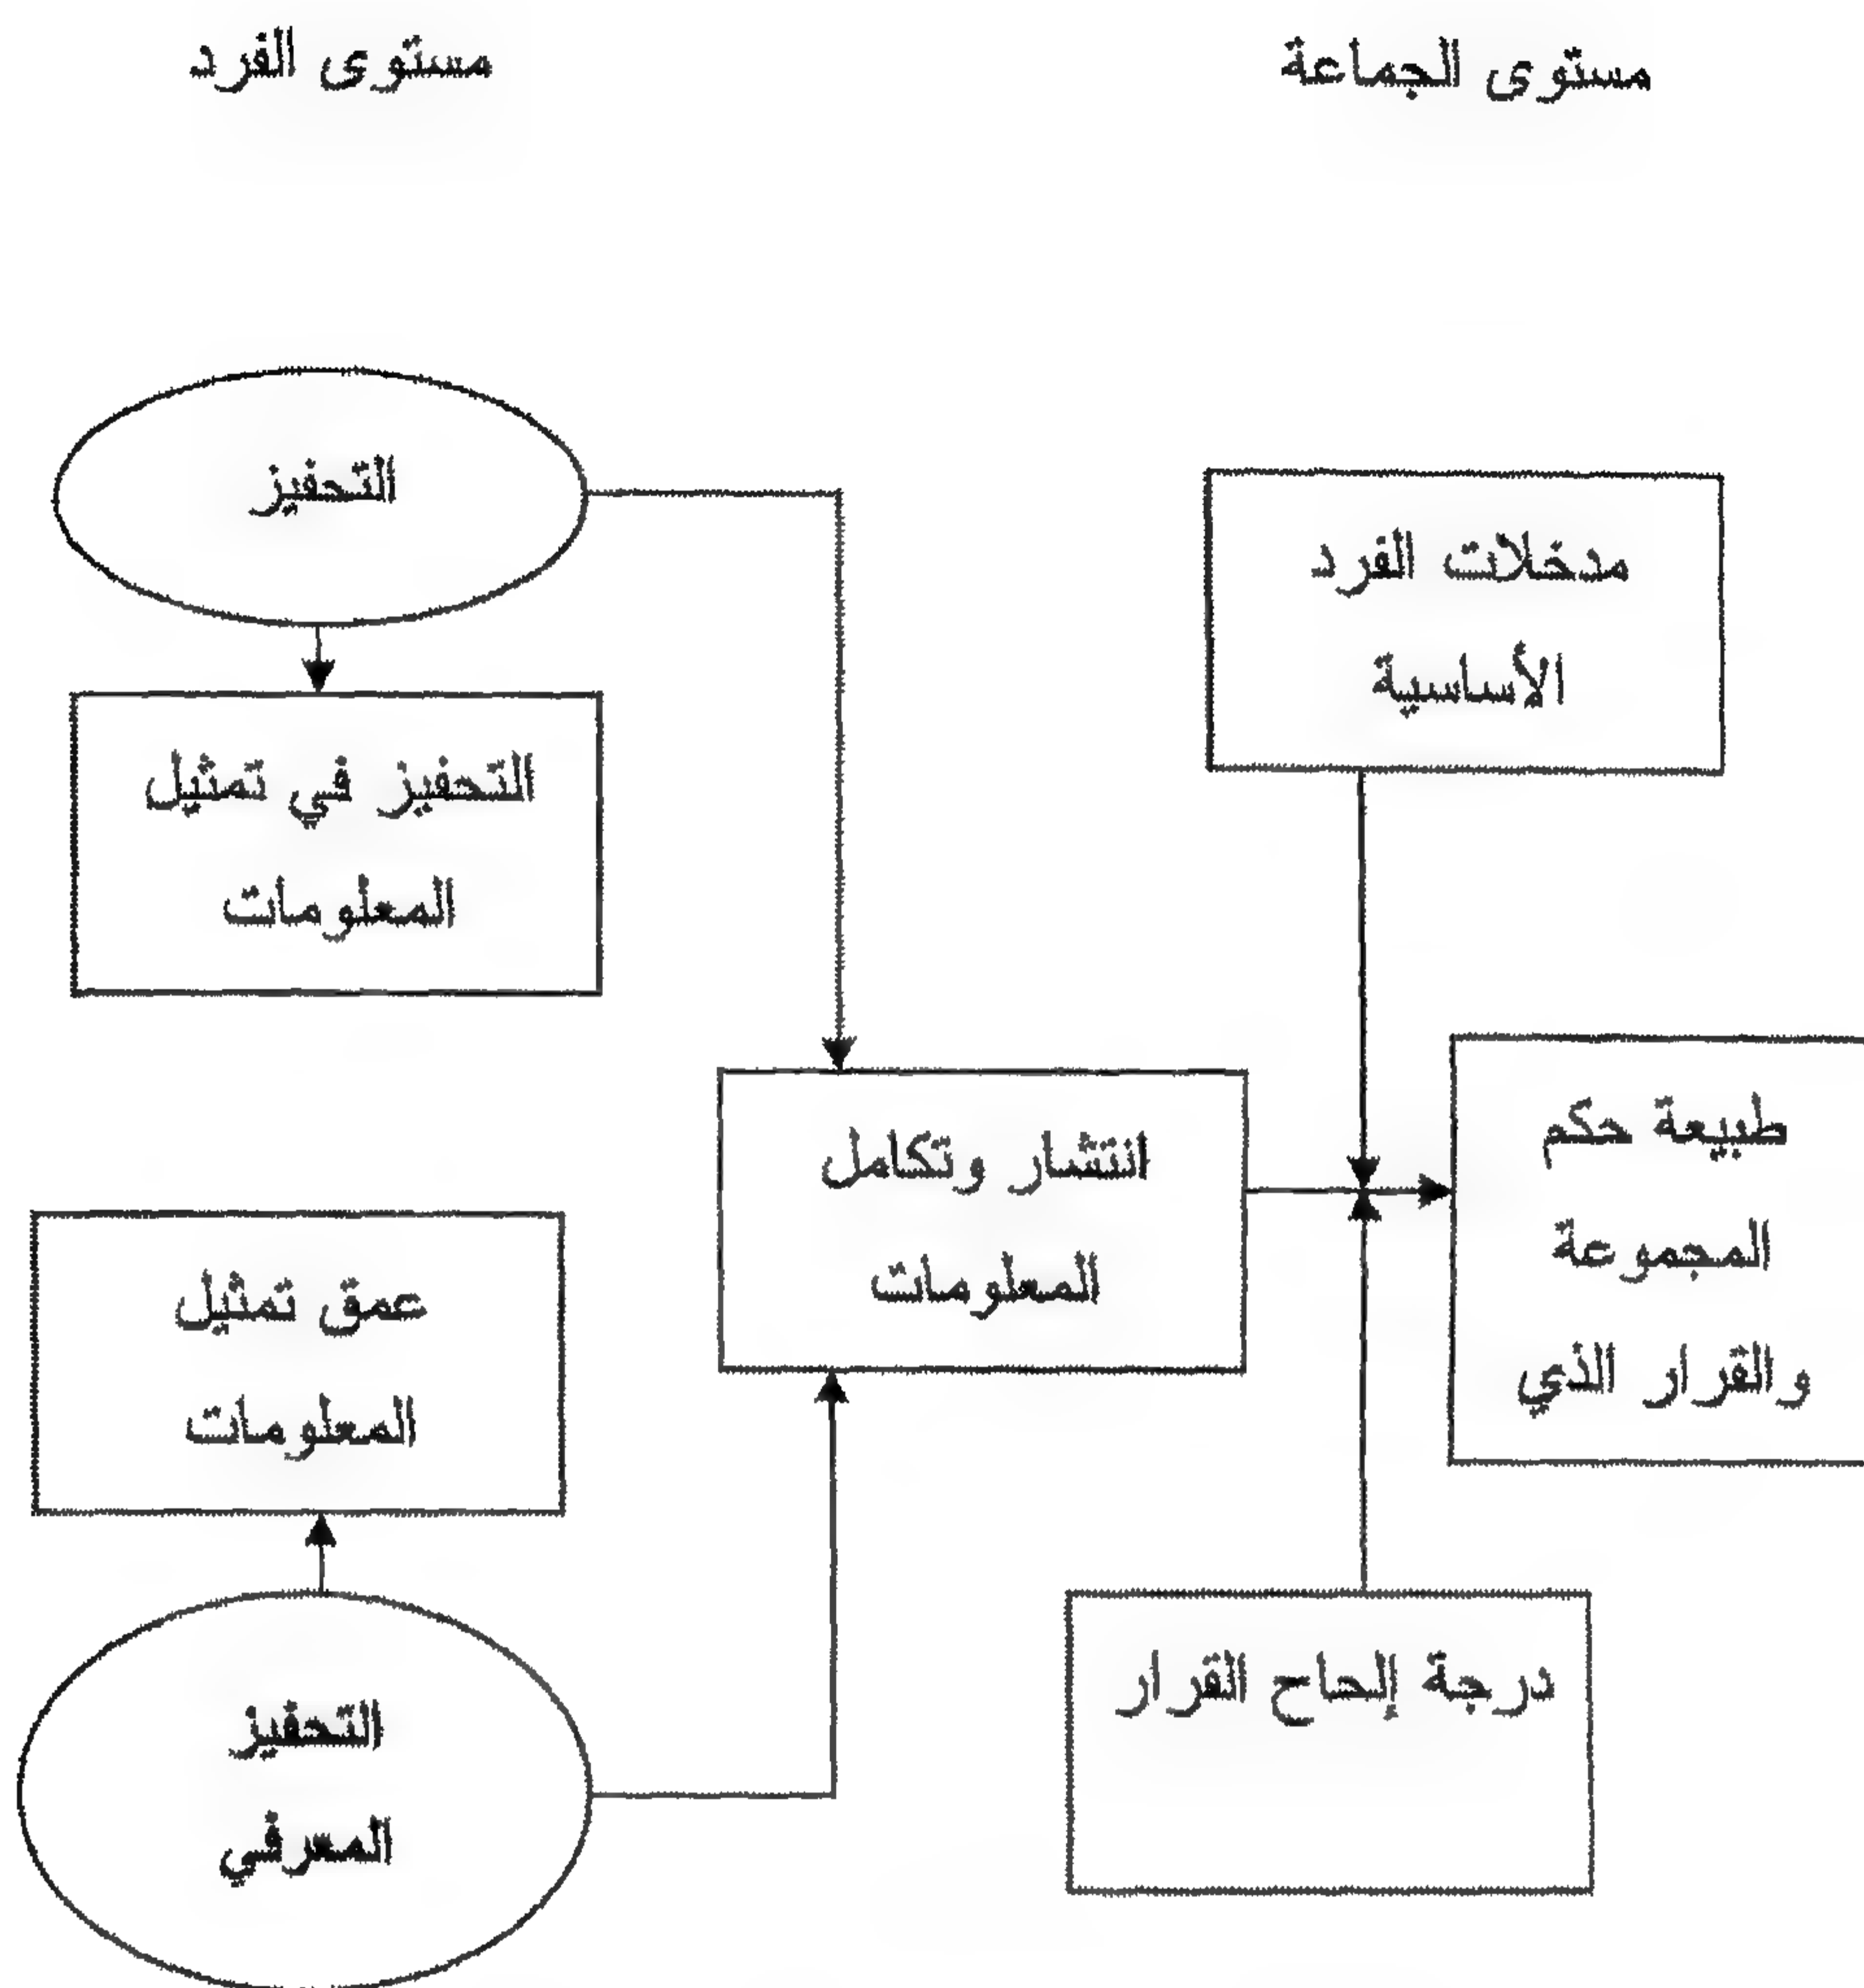 مستوى الجماعة
مستوى الفرد
التحفيز
مدخلات الفرد
الأساسية
التحفيز في تمثيل
المعلومات
طبيعة حكم
المجموعة
والقرار الذي
انتشار وتكامل
المعلومات
عمق تمثيل
المعلومات
درجة إلحاح القرار
التحفيز
المعرفي